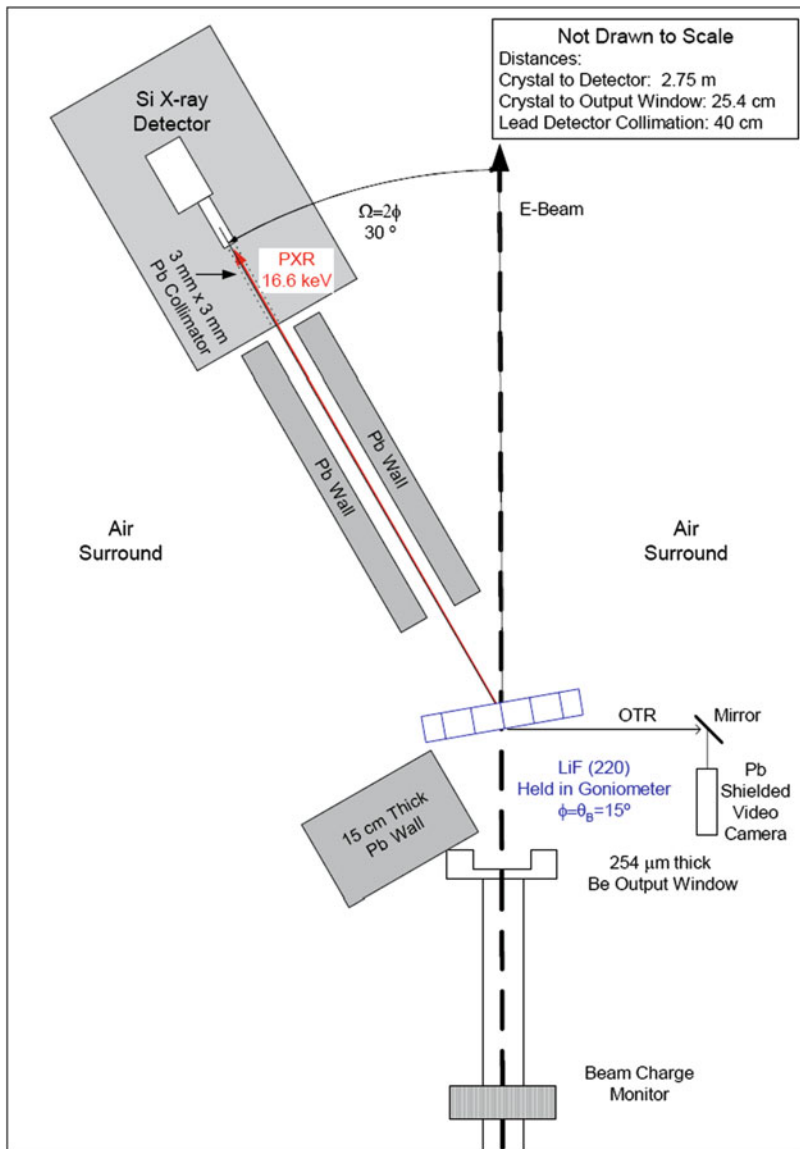 Not Drawn to Scale
Distances:
Crystal to Detector: 2.75 m
Crystal to Output Window: 25.4 cm
Lead Detector Collimation: 40 cm
Si X-ray
Detector
Ω=2ϕ
30 º
E-Beam
PXR
16.6 keV
3 mm x 3 mm
Pb Collimator
Pb Wall
Pb Wall
Air
Surround
Air
Surround
OTR
Mirror
LiF (220)
Held in Goniometer
ϕ=θB=15º
Pb
Shielded
Video
Camera
15 cm Thick
Pb Wall
254 μm thick
Be Output Window
Beam Charge
Monitor